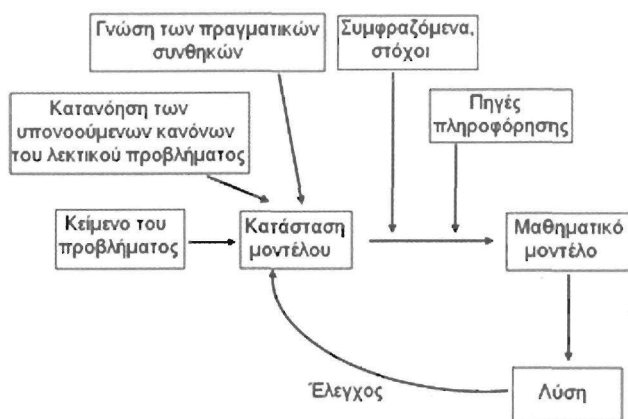 Γνώση των πραγματικών
συνθηκών
Συμφραζόμενα,
στόχοι
Κατανόηση των
υπονοούμενων κανόνων
του λεκτικού προβλήματος
Πηγές
πληροφόρησης
Κείμενο του
προβλήματος
Κατάσταση
μοντέλου
Μαθηματικό
μοντέλο
Έλεγχος
Λύση